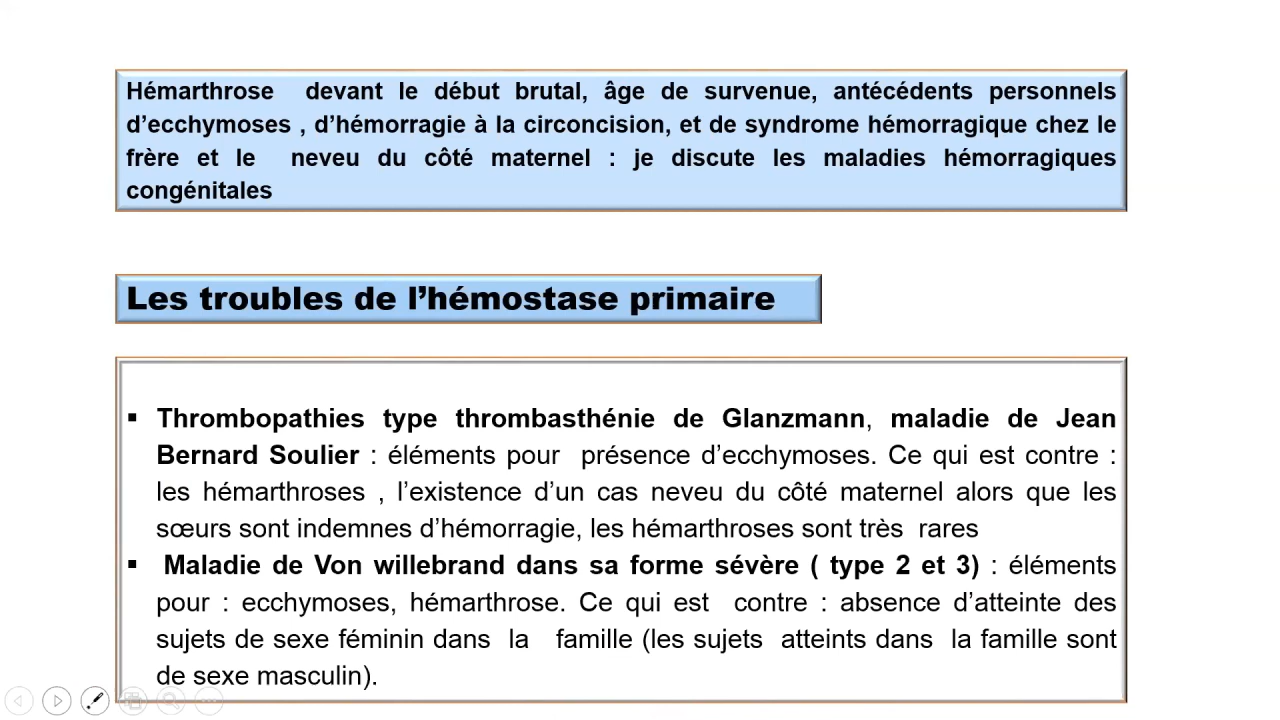 Hémarthrose devant le début brutal, âge de survenue, antécédents personnels
d’ecchymoses , d’hémorragie à la circoncision, et de syndrome hémorragique chez le
frère et le neveu du côté maternel : je discute les maladies hémorragiques
congénitales
Les troubles de l’hémostase primaire
▪ Thrombopathies type thrombasthénie de Glanzmann, maladie de Jean
Bernard Soulier : éléments pour présence d’ecchymoses. Ce qui est contre :
les hémarthroses , l’existence d’un cas neveu du côté maternel alors que les
sœurs sont indemnes d’hémorragie, les hémarthroses sont très rares
▪ Maladie de Von willebrand dans sa forme sévère ( type 2 et 3) : éléments
pour : ecchymoses, hémarthrose. Ce qui est contre : absence d’atteinte des
sujets de sexe féminin dans la famille (les sujets atteints dans la famille sont
de sexe masculin).